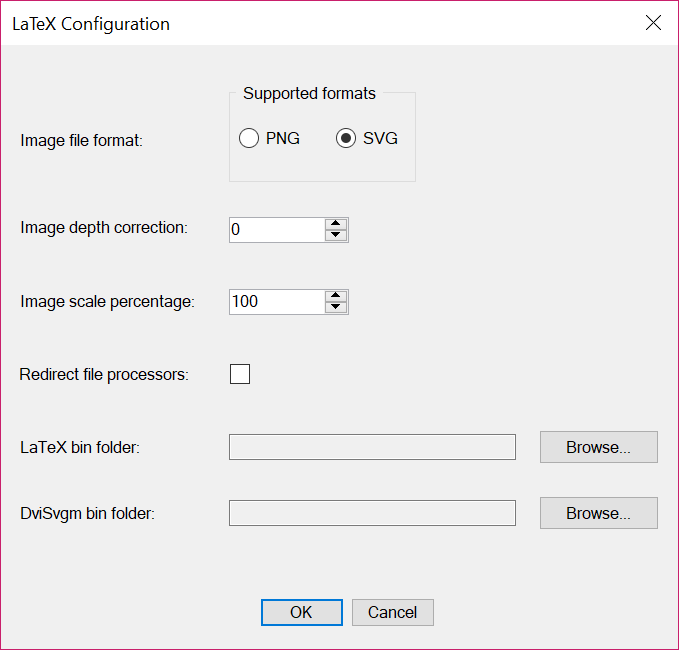 LaTeX Configuration
Supported formats
Image file format:
PNG
SVG
Image depth correction:
0
Image scale percentage:
100
Redirect file processors:
LaTeX bin folder:
Browse...
DviSvgm bin folder:
Browse...
OK
Cancel